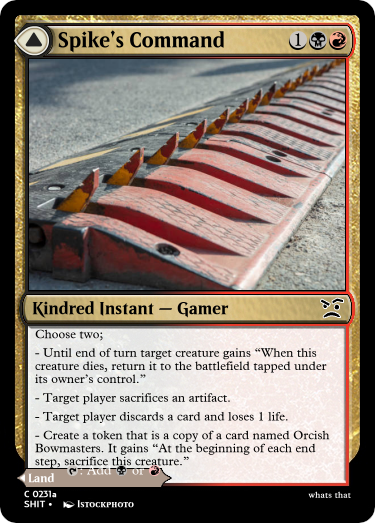 Spike's Command 1
Kindred Instant — Gamer
Choose two;
- Until end of turn target creature gains “When this
creature dies, return it to the battlefield tapped under
its owner's control.”
- Target player sacrifices an artifact.
- Target player discards a card and loses 1 life.
- Create a token that is a copy of a card named Orcish
Bowmasters. It gains “At the beginning of each end
step, sacrifice this creature.”
: Add or
Land
C 0231a
SHIT • Istockphoto
whats that